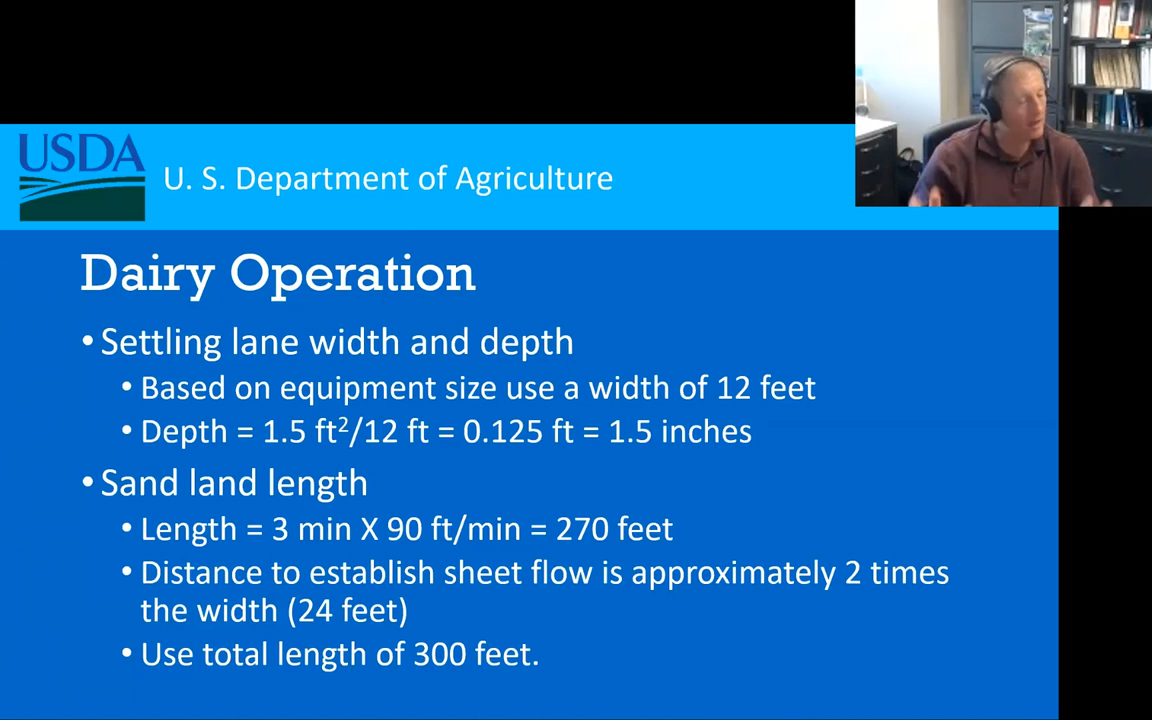 USDA
U. S. Department of Agriculture
Dairy Operation
•Settling lane width and depth
•Based on equipment size use a width of 12 feet
•Depth = 1.5 ft²/12 ft = 0.125 ft = 1.5 inches
•Sand land length
•Length = 3 min X 90 ft/min = 270 feet
•Distance to establish sheet flow is approximately 2 times
the width (24 feet)
•Use total length of 300 feet.